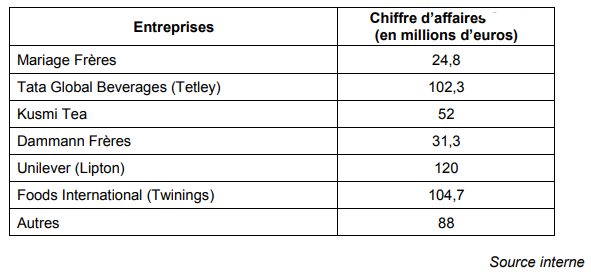 Entreprises
Chiffre d'affaires
(en millions d'euros)
Mariage Frères 24,8
Tata Global Beverages (Tetley) 102,3
Kusmi Tea 52
Dammann Frères 31,3
Unilever (Lipton) 120
Foods International (Twinings) 104,7
Autres 88
Source interne